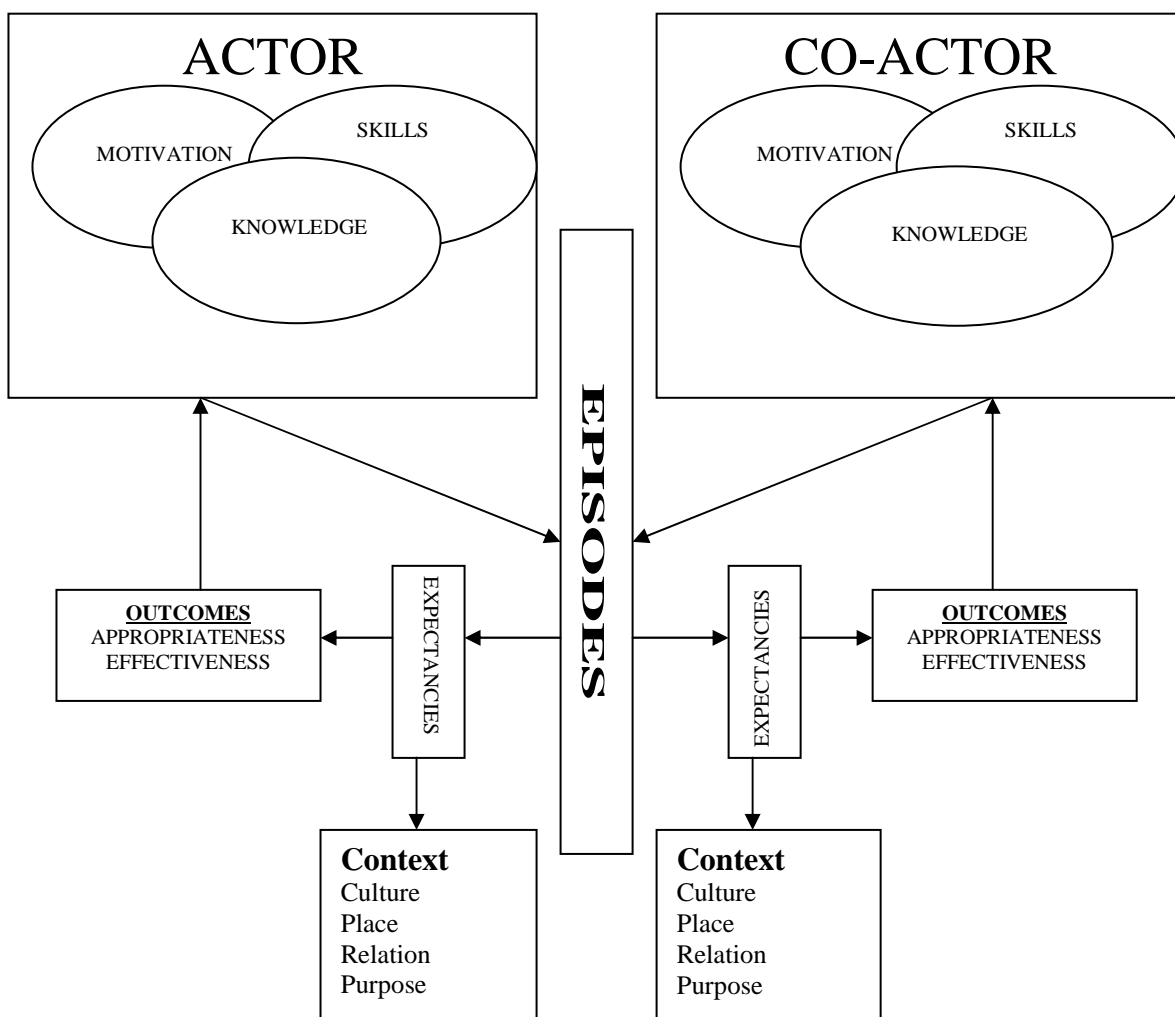 ACTOR
MOTIVATION
SKILLS
KNOWLEDGE
CO-ACTOR
MOTIVATION
SKILLS
KNOWLEDGE
EPISODES
OUTCOMES
APPROPRIATENESS
EFFECTIVENESS
EXPECTANCIES
EXPECTANCIES
OUTCOMES
APPROPRIATENESS
EFFECTIVENESS
Context
Culture
Place
Relation
Purpose
Context
Culture
Place
Relation
Purpose